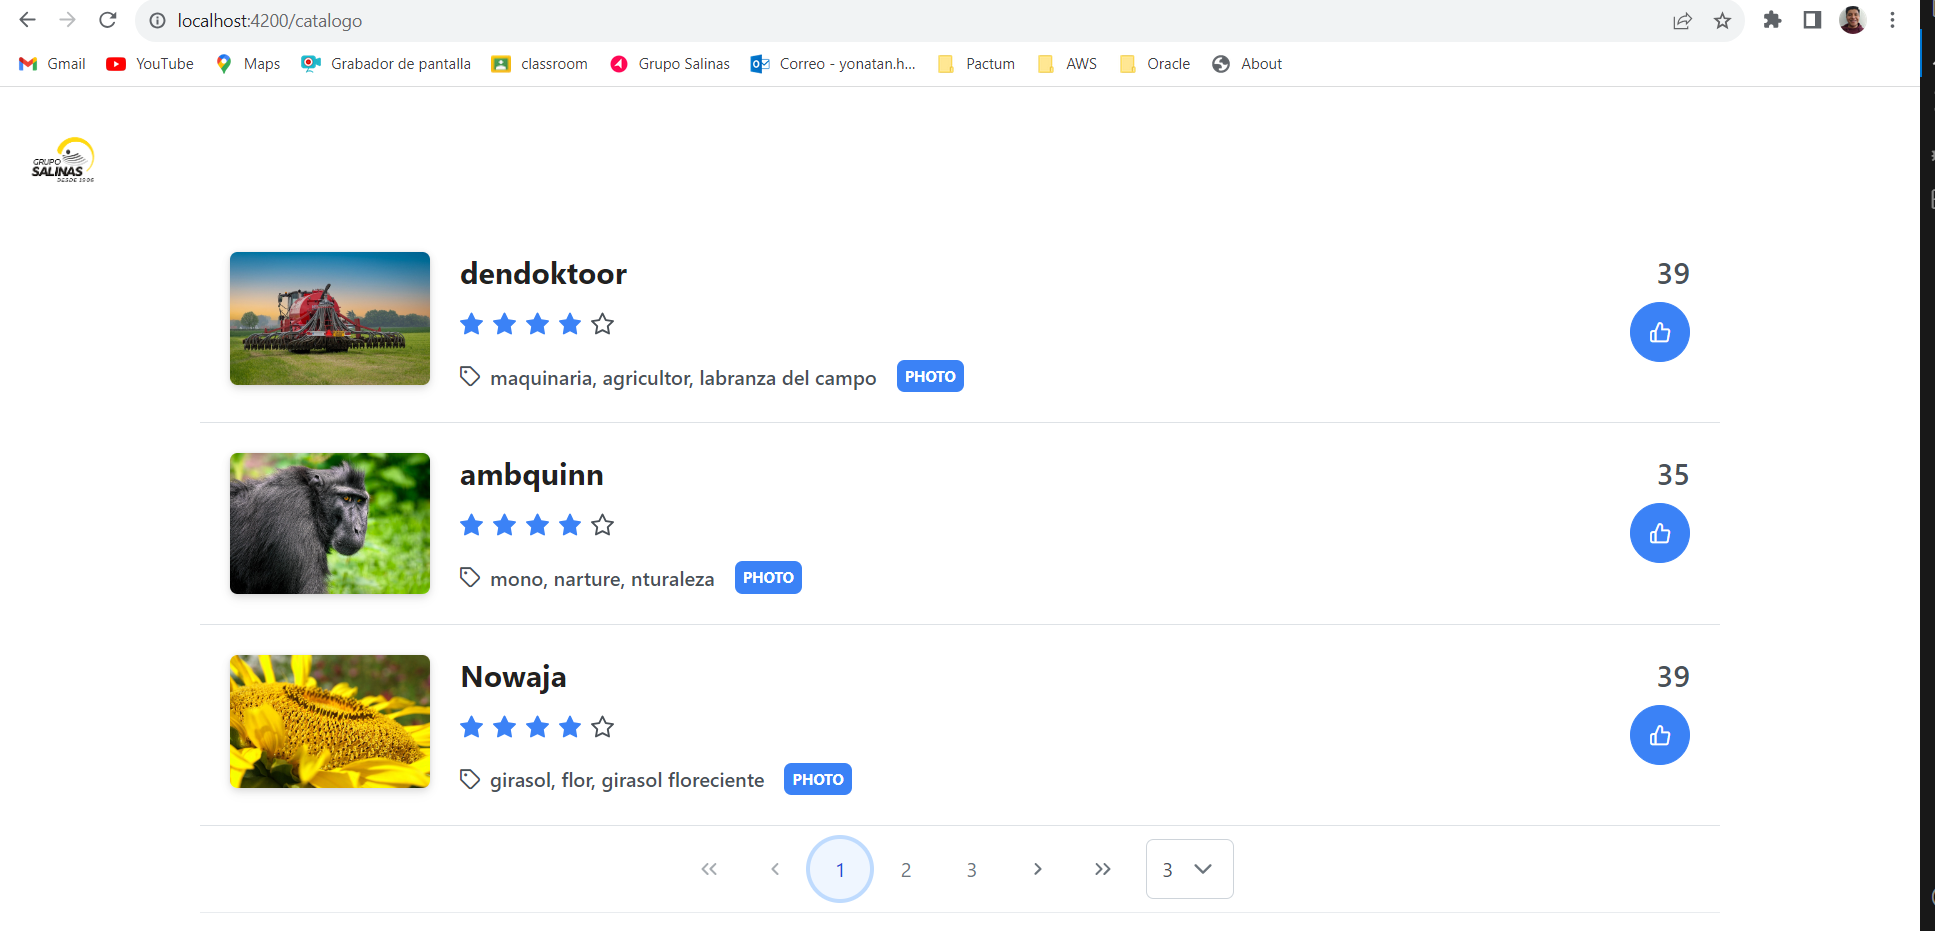 localhost:4200/catalogo
Gmail YouTube Maps Grabador de pantalla classroom Grupo Salinas Correo - yonatan.h... Pactum AWS Oracle About
GRUPO
SALINAS
DESDE 1906
dendoktoor 39
maquinaria, agricultor, labranza del campo PHOTO
ambquinn 35
mono, narture, nturaleza PHOTO
Nowaja 39
girasol, flor, girasol floreciente PHOTO
« ‹ 1 2 3 › » 3